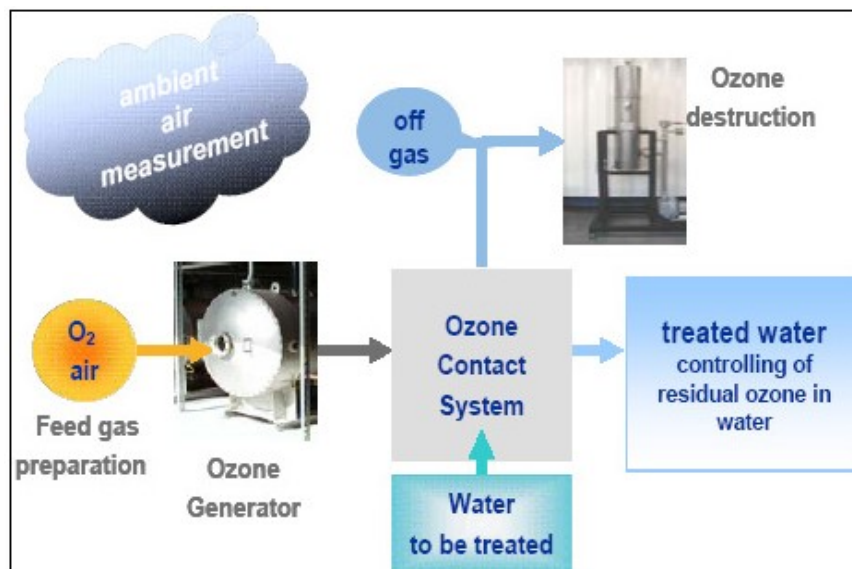 ambient
air
measurement
off
gas
Ozone
destruction
O₂
air
Feed gas
preparation
Ozone
Generator
Ozone
Contact
System
Water
to be treated
treated water
controlling of
residual ozone in
water